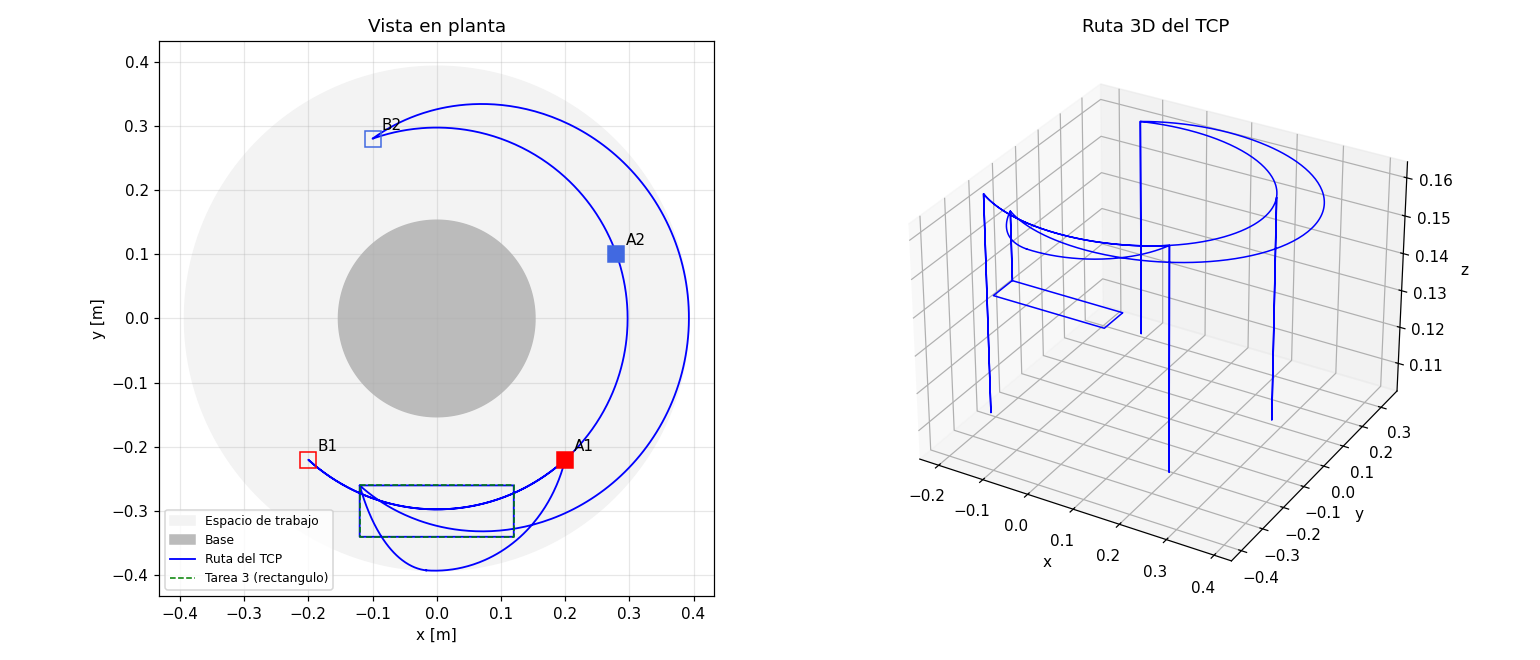 Vista en planta
0.4
0.3
0.2
0.1
0.0
−0.1
−0.2
−0.3
−0.4
y [m]
B2
A2
B1
A1
Espacio de trabajo
Base
Ruta del TCP
Tarea 3 (rectangulo)
−0.4 −0.3 −0.2 −0.1 0.0 0.1 0.2 0.3 0.4
x [m]
Ruta 3D del TCP
0.16
0.15
0.14
0.13
0.12
0.11
z
−0.2 −0.1 0.0 0.1 0.2 0.3 0.4
x
0.3
0.2
0.1
0.0
−0.1
−0.2
−0.3
−0.4
y